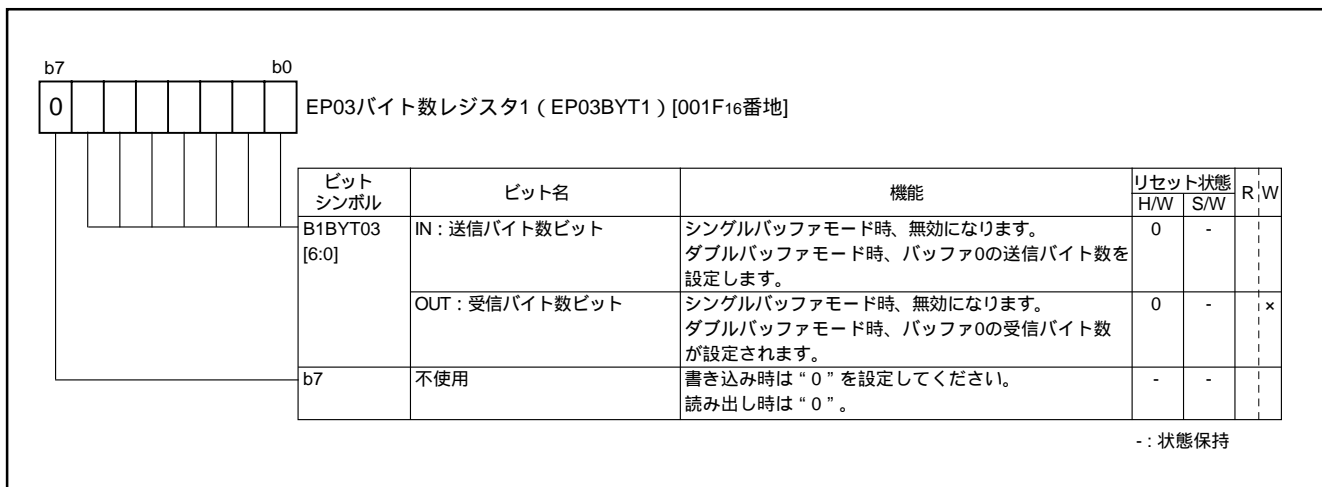 b7 b0
0 EP03バイト数レジスタ1（EP03BYT1）[001F16番地]
ビット
シンボル ビット名 機能 リセット状態 R W
H/W S/W
B1BYT03 IN：送信バイト数ビット シングルバッファモード時、無効になります。 0 -
[6:0] ダブルバッファモード時、バッファ0の送信バイト数を
設定します。
OUT：受信バイト数ビット シングルバッファモード時、無効になります。 0 - ×
ダブルバッファモード時、バッファ0の受信バイト数
が設定されます。
b7 不使用 書き込み時は“0”を設定してください。 - -
読み出し時は“0”。
-：状態保持